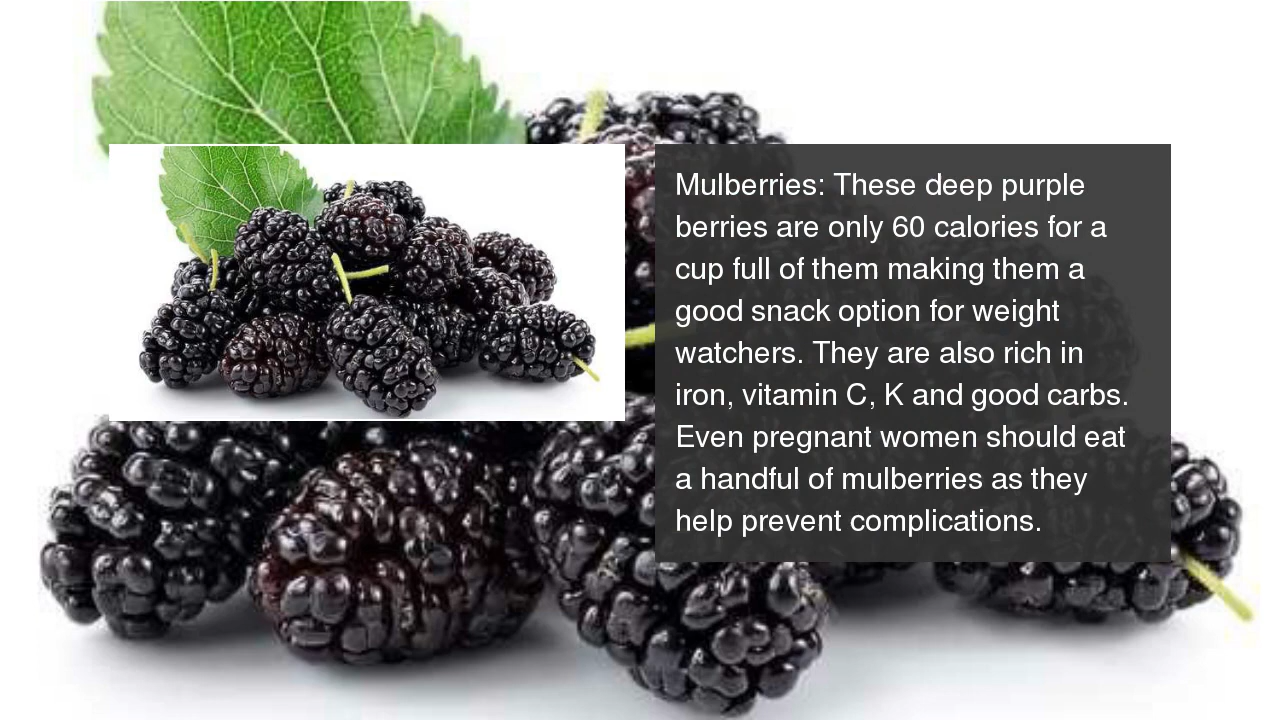 Mulberries: These deep purple
berries are only 60 calories for a
cup full of them making them a
good snack option for weight
watchers. They are also rich in
iron, vitamin C, K and good carbs.
Even pregnant women should eat
a handful of mulberries as they
help prevent complications.